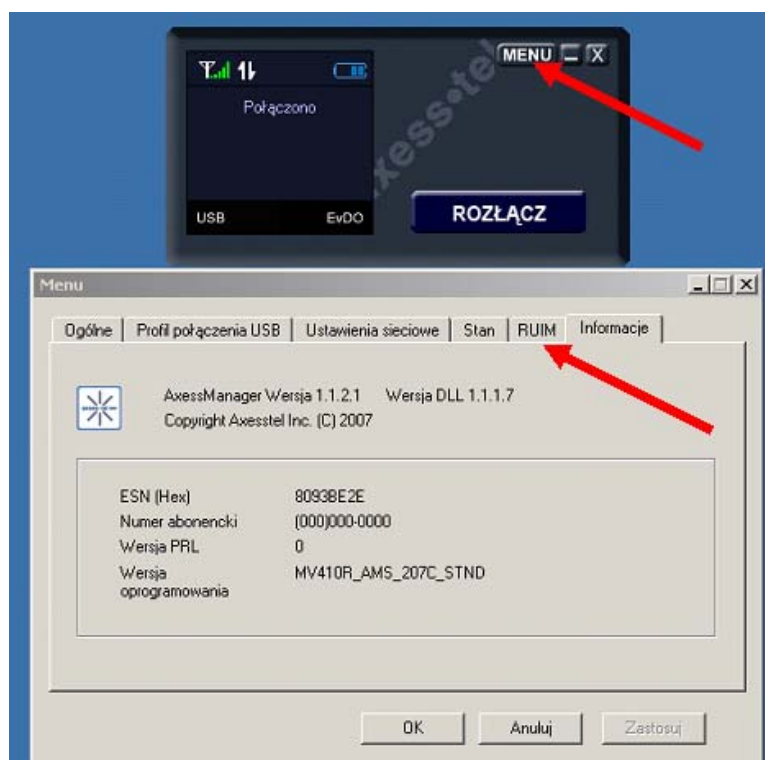 MENU
Połączono
axess•tel
USB EvDO
ROZŁĄCZ
Menu
Ogólne Profil połączenia USB Ustawienia sieciowe Stan RUIM Informacje
AxessManager Wersja 1.1.2.1 Wersja DLL 1.1.1.7
Copyright Axesstel Inc. (C) 2007
ESN (Hex) 8093BE2E
Numer abonencki (000)000-0000
Wersja PRL 0
Wersja oprogramowania MV410R_AMS_207C_STND
OK Anuluj Zastosuj